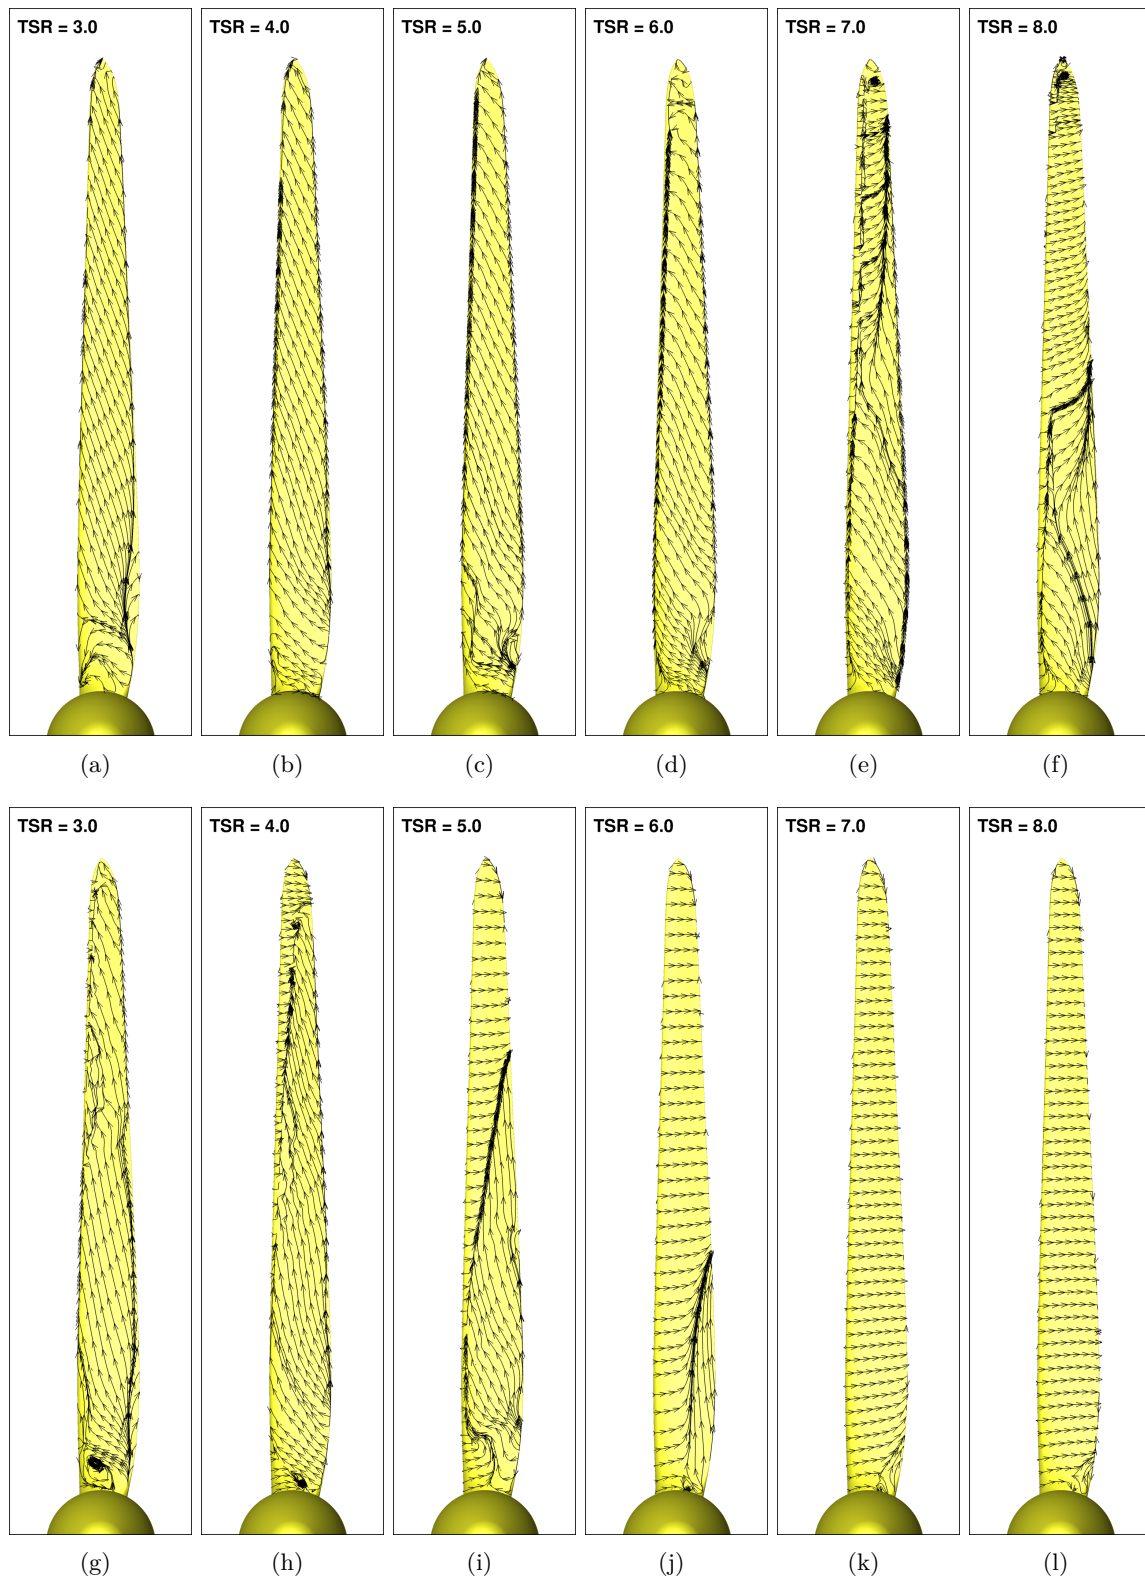 TSR = 3.0 TSR = 4.0 TSR = 5.0 TSR = 6.0 TSR = 7.0 TSR = 8.0
(a) (b) (c) (d) (e) (f)
TSR = 3.0 TSR = 4.0 TSR = 5.0 TSR = 6.0 TSR = 7.0 TSR = 8.0
(g) (h) (i) (j) (k) (l)